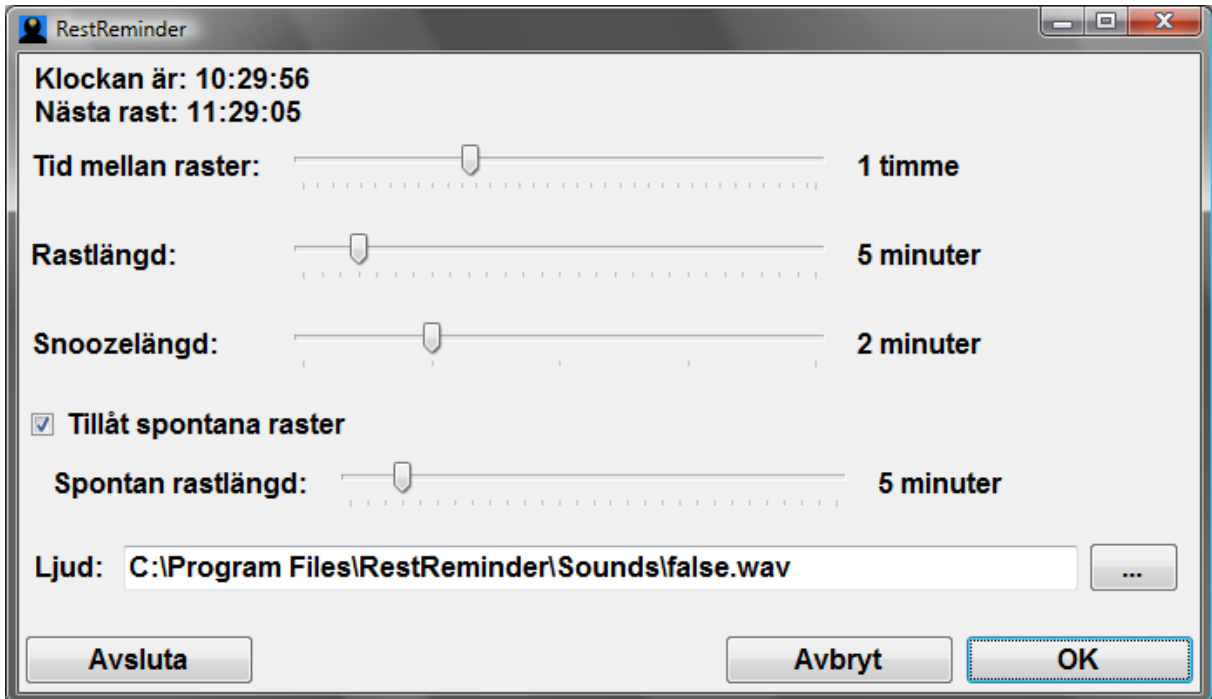 RestReminder
Klockan är: 10:29:56
Nästa rast: 11:29:05
Tid mellan raster: 1 timme
Rastlängd: 5 minuter
Snoozelängd: 2 minuter
Tillåt spontana raster
Spontan rastlängd: 5 minuter
Ljud: C:\Program Files\RestReminder\Sounds\false.wav ...
Avsluta Avbryt OK